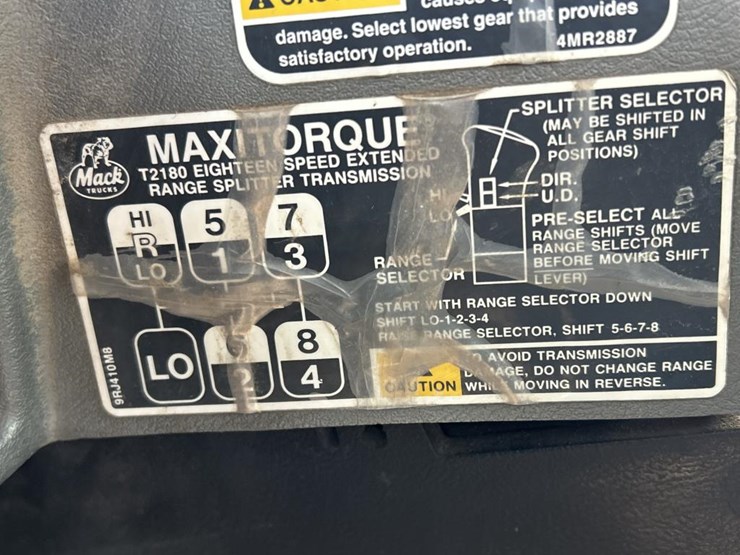 damage. Select lowest gear that provides
satisfactory operation.
4MR2887
Mack
TRUCKS
MAXITORQUE
T2180 EIGHTEEN SPEED EXTENDED
RANGE SPLITTER TRANSMISSION
HI
R
LO
5
1
7
3
LO
2
8
4
9RJ410M8
SPLITTER SELECTOR
(MAY BE SHIFTED IN
ALL GEAR SHIFT
POSITIONS)
DIR.
U.D.
HI
LO
RANGE
SELECTOR
PRE-SELECT ALL
RANGE SHIFTS (MOVE
RANGE SELECTOR
BEFORE MOVING SHIFT
LEVER)
START WITH RANGE SELECTOR DOWN
SHIFT LO-1-2-3-4
RANGE SELECTOR, SHIFT 5-6-7-8
CAUTION
TO AVOID TRANSMISSION
DAMAGE, DO NOT CHANGE RANGE
WHILE MOVING IN REVERSE.